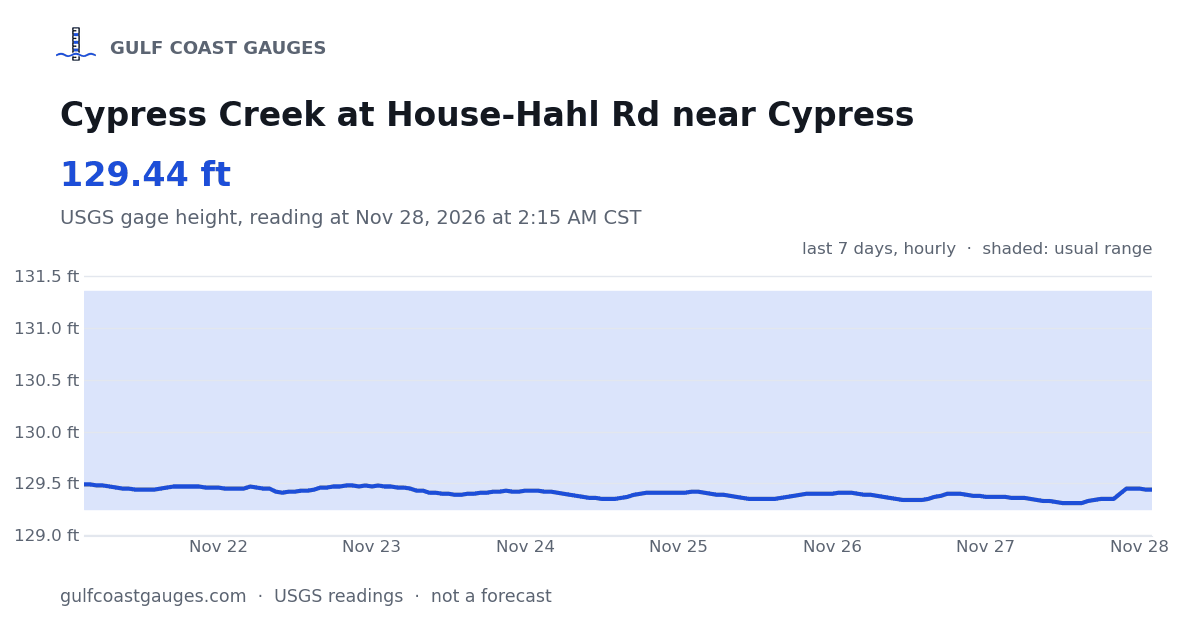 GULF COAST GAUGES
Cypress Creek at House-Hahl Rd near Cypress
129.44 ft
USGS gage height, reading at Nov 28, 2026 at 2:15 AM CST
last 7 days, hourly · shaded: usual range
131.5 ft
131.0 ft
130.5 ft
130.0 ft
129.5 ft
129.0 ft
Nov 22 Nov 23 Nov 24 Nov 25 Nov 26 Nov 27 Nov 28
gulfcoastgauges.com · USGS readings · not a forecast